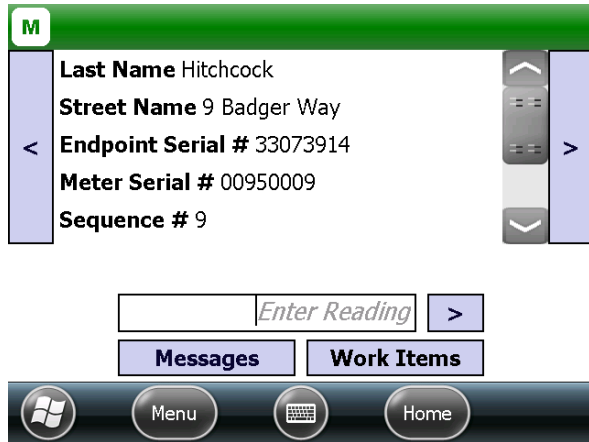 M
Last Name Hitchcock
Street Name 9 Badger Way
Endpoint Serial # 33073914
Meter Serial # 00950009
Sequence # 9
<
>
Enter Reading >
Messages Work Items
Menu Home